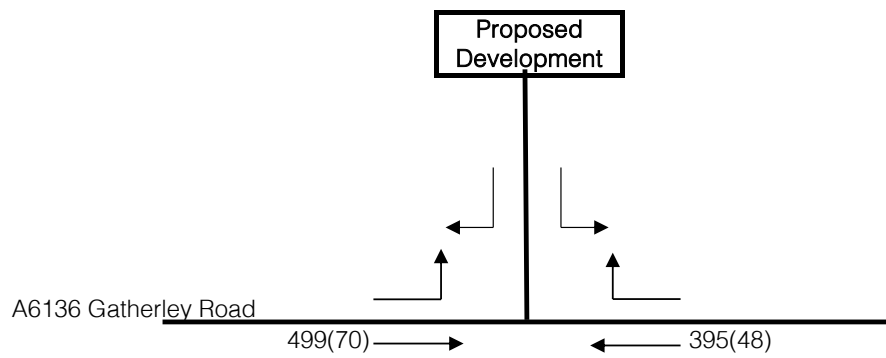 Proposed
Development
A6136 Gatherley Road
499(70)
395(48)